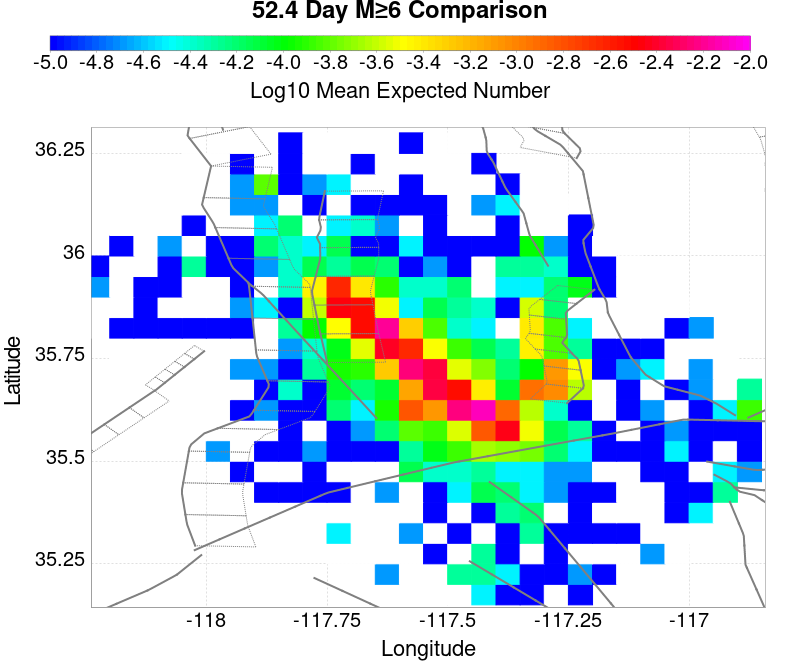 52.4 Day M≥6 Comparison
-5.0 -4.8 -4.6 -4.4 -4.2 -4.0 -3.8 -3.6 -3.4 -3.2 -3.0 -2.8 -2.6 -2.4 -2.2 -2.0
Log10 Mean Expected Number
36.25
36
35.75
35.5
35.25
Latitude
-118 -117.75 -117.5 -117.25 -117
Longitude